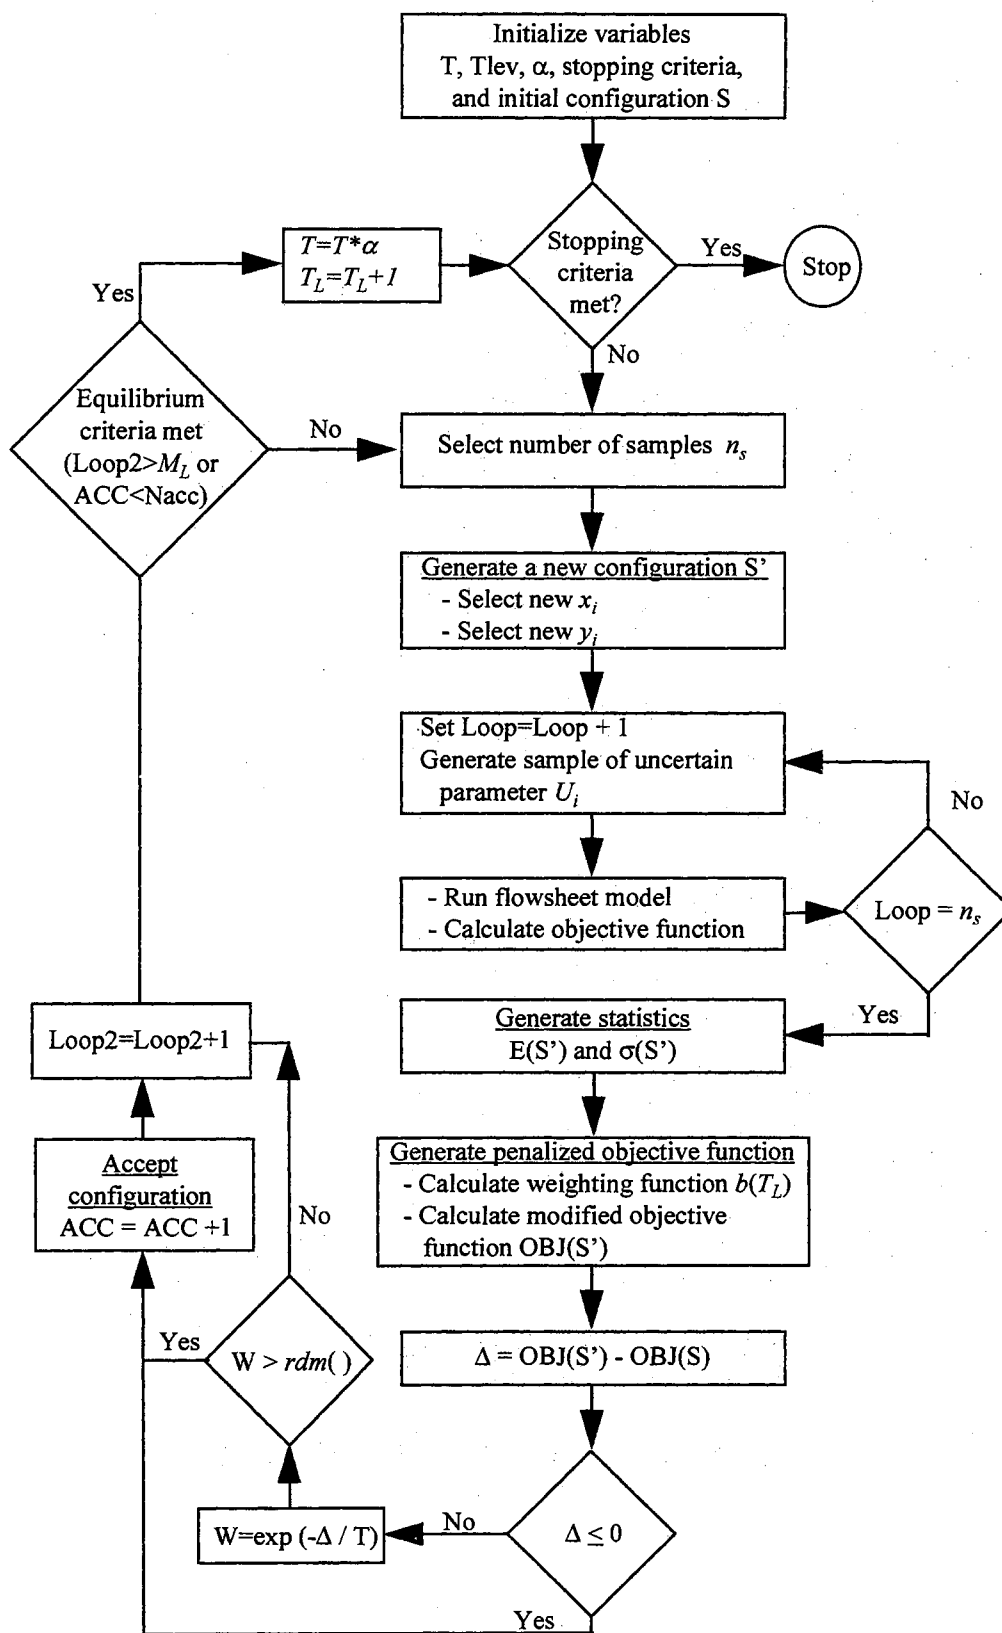 Initialize variables
T, Tlev, α, stopping criteria,
and initial configuration S
T=T*α
T_L=T_L+1
Stopping
criteria
met?
Yes
Stop
Yes
No
Equilibrium
criteria met
(Loop2>M_L or
ACC<Nacc)
No
Select number of samples n_s
Generate a new configuration S'
- Select new x_i
- Select new y_i
Set Loop=Loop + 1
Generate sample of uncertain
parameter U_i
No
- Run flowsheet model
- Calculate objective function
Loop = n_s
Yes
Generate statistics
E(S') and σ(S')
Loop2=Loop2+1
Generate penalized objective function
- Calculate weighting function b(T_L)
- Calculate modified objective
function OBJ(S')
Accept
configuration
ACC = ACC +1
No
Yes
W > rdm( )
Δ = OBJ(S') - OBJ(S)
W=exp (-Δ / T)
No
Δ ≤ 0
Yes